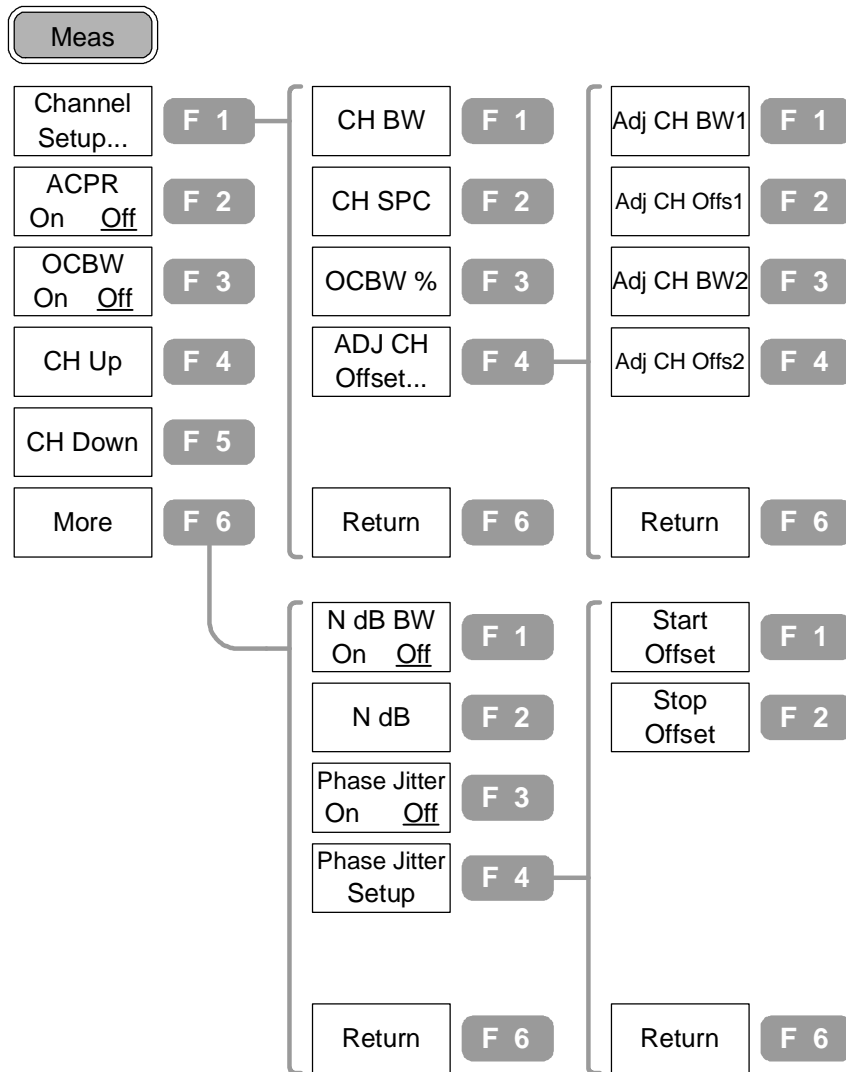 Meas
Channel
Setup...
F 1
ACPR
On Off
F 2
OCBW
On Off
F 3
CH Up
F 4
CH Down
F 5
More
F 6
CH BW
F 1
CH SPC
F 2
OCBW %
F 3
ADJ CH
Offset...
F 4
Return
F 6
Adj CH BW1
F 1
Adj CH Offs1
F 2
Adj CH BW2
F 3
Adj CH Offs2
F 4
Return
F 6
N dB BW
On Off
F 1
N dB
F 2
Phase Jitter
On Off
F 3
Phase Jitter
Setup
F 4
Return
F 6
Start
Offset
F 1
Stop
Offset
F 2
Return
F 6